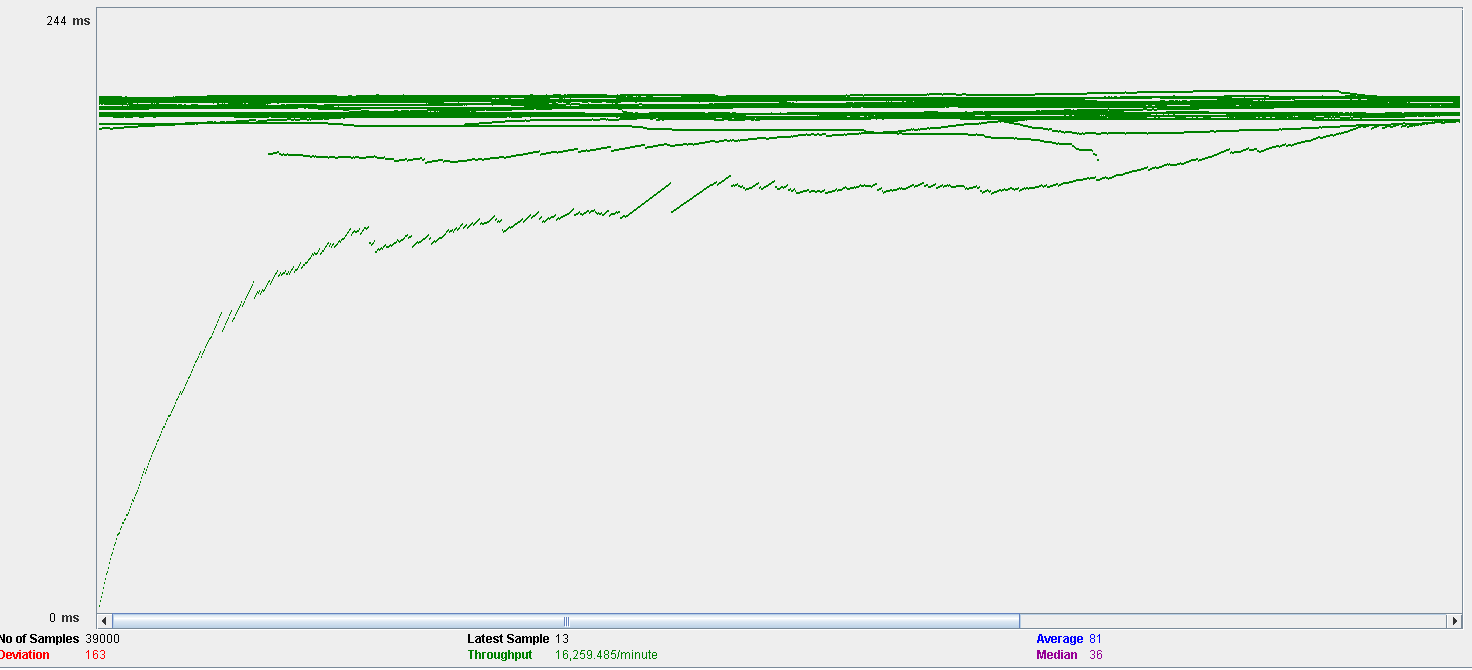 244 ms
0 ms
No of Samples 39000 Latest Sample 13 Average 81
Deviation 163 Throughput 16,259.485/minute Median 36